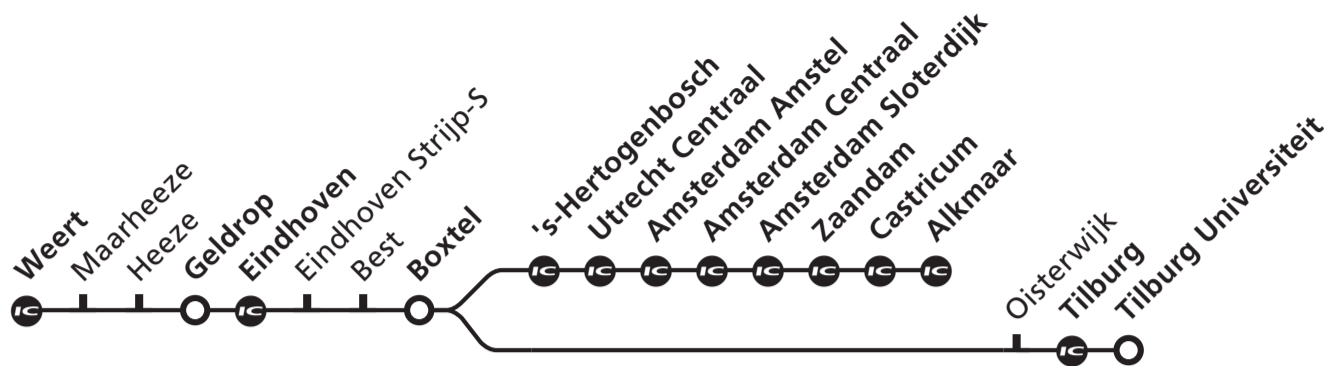 Weert
Maarheeze
Heeze
Geldrop
Eindhoven
Eindhoven Strijp-S
Best
Boxtel
's-Hertogenbosch
Utrecht Centraal
Amsterdam Amstel
Amsterdam Centraal
Amsterdam Sloterdijk
Zaandam
Castricum
Alkmaar
Oisterwijk
Tilburg
Tilburg Universiteit
IC
IC
IC
IC
IC
IC
IC
IC
IC
IC
IC